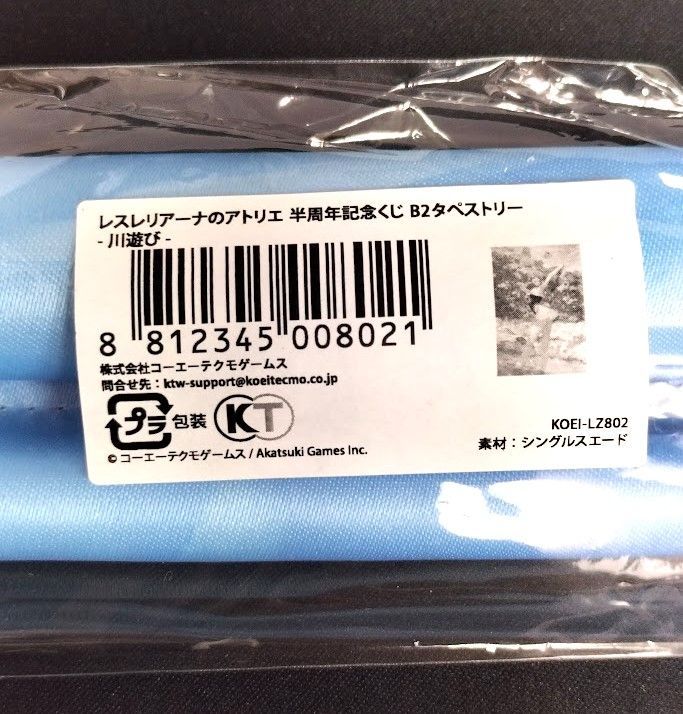 レスレリアーナのアトリエ 半周年記念くじ B2タペストリー
- 川遊び -
8 812345 008021
株式会社コーエーテクモゲームス
問合せ先：ktw-support@koeitecmo.co.jp
プラ 包装 KT
© コーエーテクモゲームス / Akatsuki Games Inc.
KOEI-LZ802
素材：シングルスエード